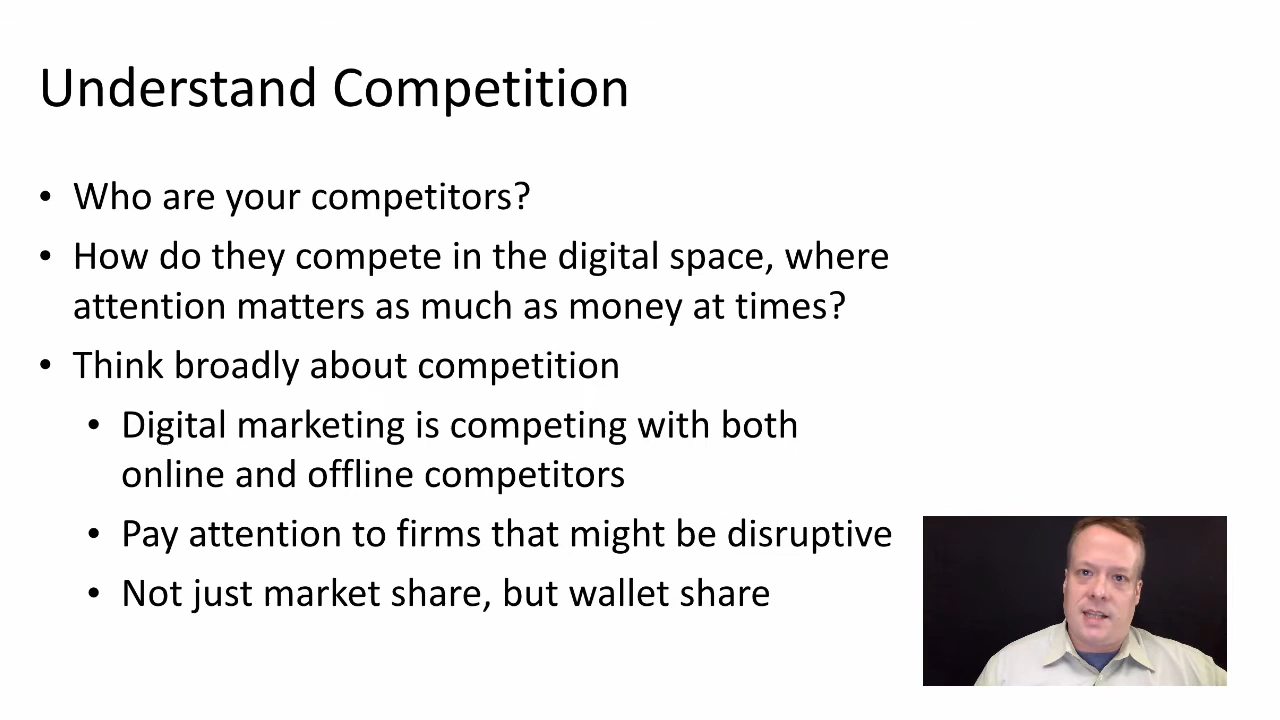 Understand Competition
• Who are your competitors?
• How do they compete in the digital space, where
attention matters as much as money at times?
• Think broadly about competition
• Digital marketing is competing with both
online and offline competitors
• Pay attention to firms that might be disruptive
• Not just market share, but wallet share